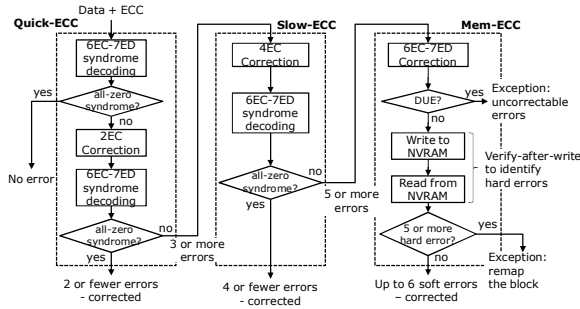 Data + ECC
Quick-ECC
6EC-7ED
syndrome
decoding
yes
all-zero
syndrome?
no
2EC
Correction
No error
6EC-7ED
syndrome
decoding
all-zero
syndrome?
no
3 or more
errors
yes
2 or fewer errors
- corrected
Slow-ECC
4EC
Correction
6EC-7ED
syndrome
decoding
all-zero
syndrome?
no
5 or more
errors
yes
4 or fewer errors
- corrected
Mem-ECC
6EC-7ED
Correction
DUE?
yes
Exception:
uncorrectable
errors
no
Write to
NVRAM
Read from
NVRAM
Verify-after-write
to identify
hard errors
5 or more
hard error?
yes
Exception:
remap
the block
no
Up to 6 soft errors
– corrected